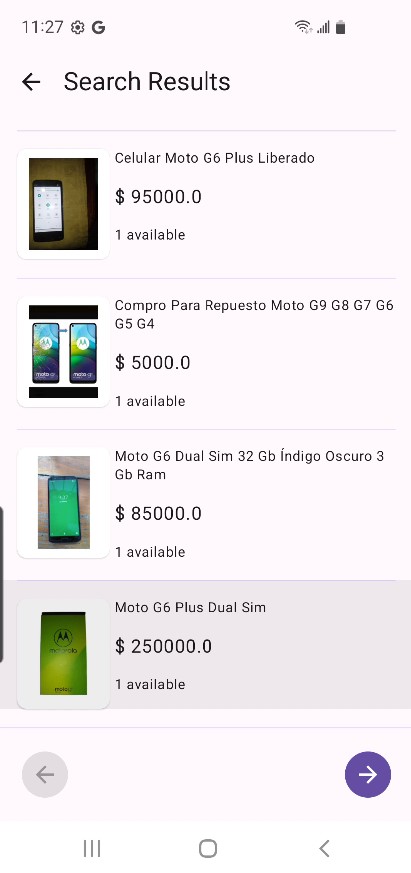 11:27
Search Results
Celular Moto G6 Plus Liberado
$ 95000.0
1 available
Compro Para Repuesto Moto G9 G8 G7 G6
G5 G4
$ 5000.0
1 available
Moto G6 Dual Sim 32 Gb Índigo Oscuro 3
Gb Ram
$ 85000.0
1 available
Moto G6 Plus Dual Sim
motorola
$ 250000.0
1 available